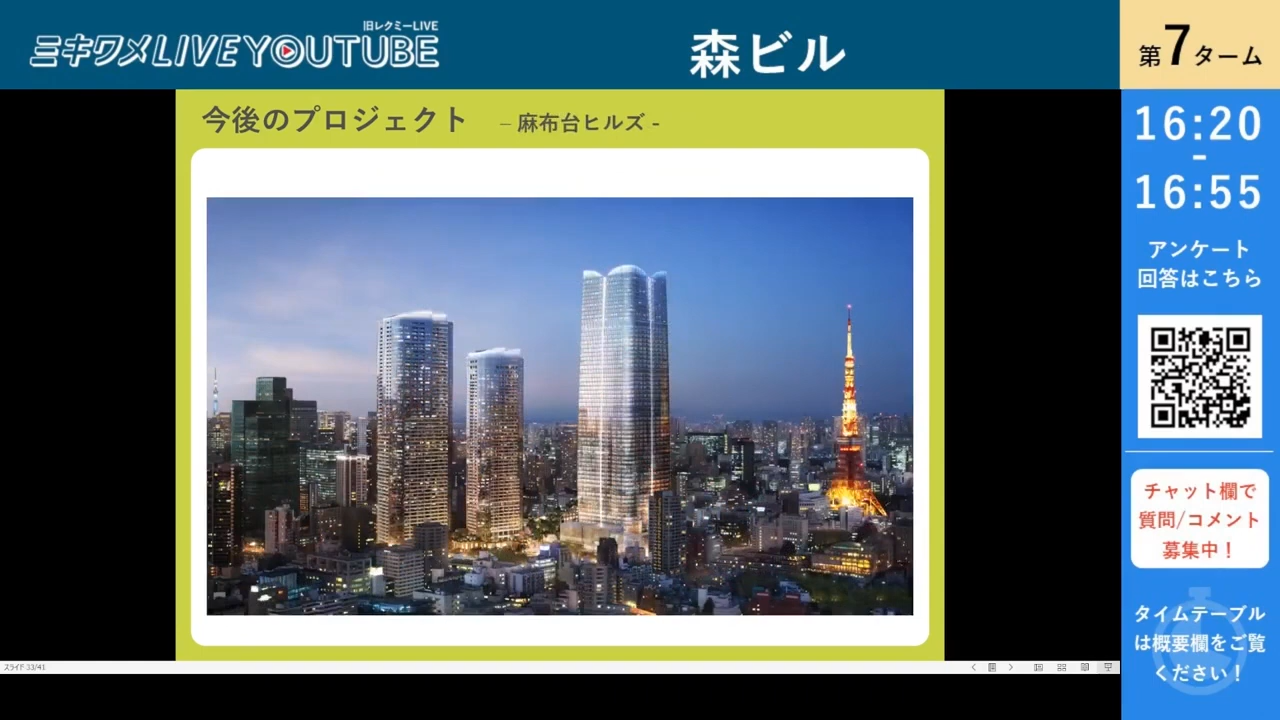 旧レクミーLIVE
ミキワメLIVE YOUTUBE
森ビル
第7ターム
今後のプロジェクト – 麻布台ヒルズ -
16:20
-
16:55
アンケート
回答はこちら
チャット欄で
質問/コメント
募集中！
タイムテーブル
は概要欄をご覧
ください！
スライド 33/41